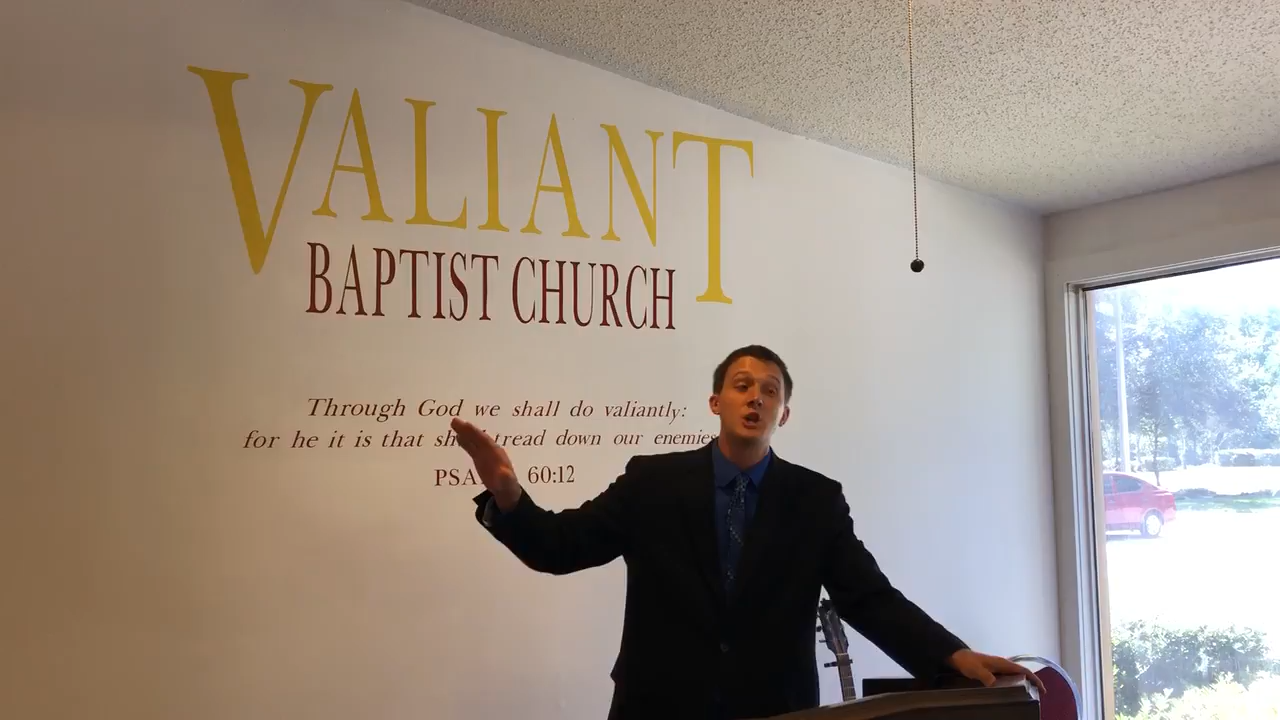 VALIANT
BAPTIST CHURCH
Through God we shall do valiantly:
for he it is that tread down our enemies
60:12